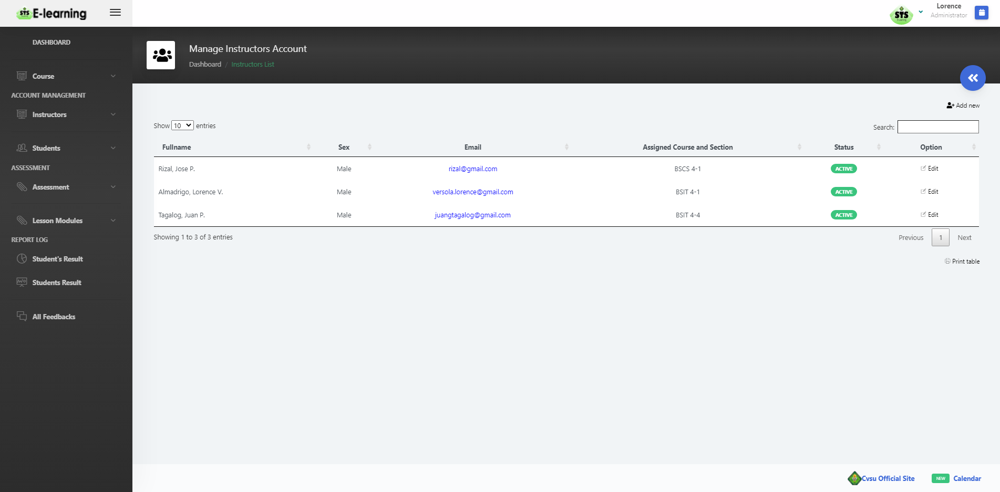 STS E-learning
Lorence
Administrator
STS
E-Learning
DASHBOARD
Course
ACCOUNT MANAGEMENT
Instructors
Students
ASSESSMENT
Assessment
Lesson Modules
REPORT LOG
Student's Result
Students Result
All Feedbacks
Manage Instructors Account
Dashboard / Instructors List
Add new
Show 10 entries
Search:
Fullname Sex Email Assigned Course and Section Status Option
Rizal, Jose P. Male rizal@gmail.com BSCS 4-1 ACTIVE Edit
Almadrigo, Lorence V. Male versola.lorence@gmail.com BSIT 4-1 ACTIVE Edit
Tagalog, Juan P. Male juangtagalog@gmail.com BSIT 4-4 ACTIVE Edit
Showing 1 to 3 of 3 entries
Previous 1 Next
Print table
Cvsu Official Site
NEW Calendar